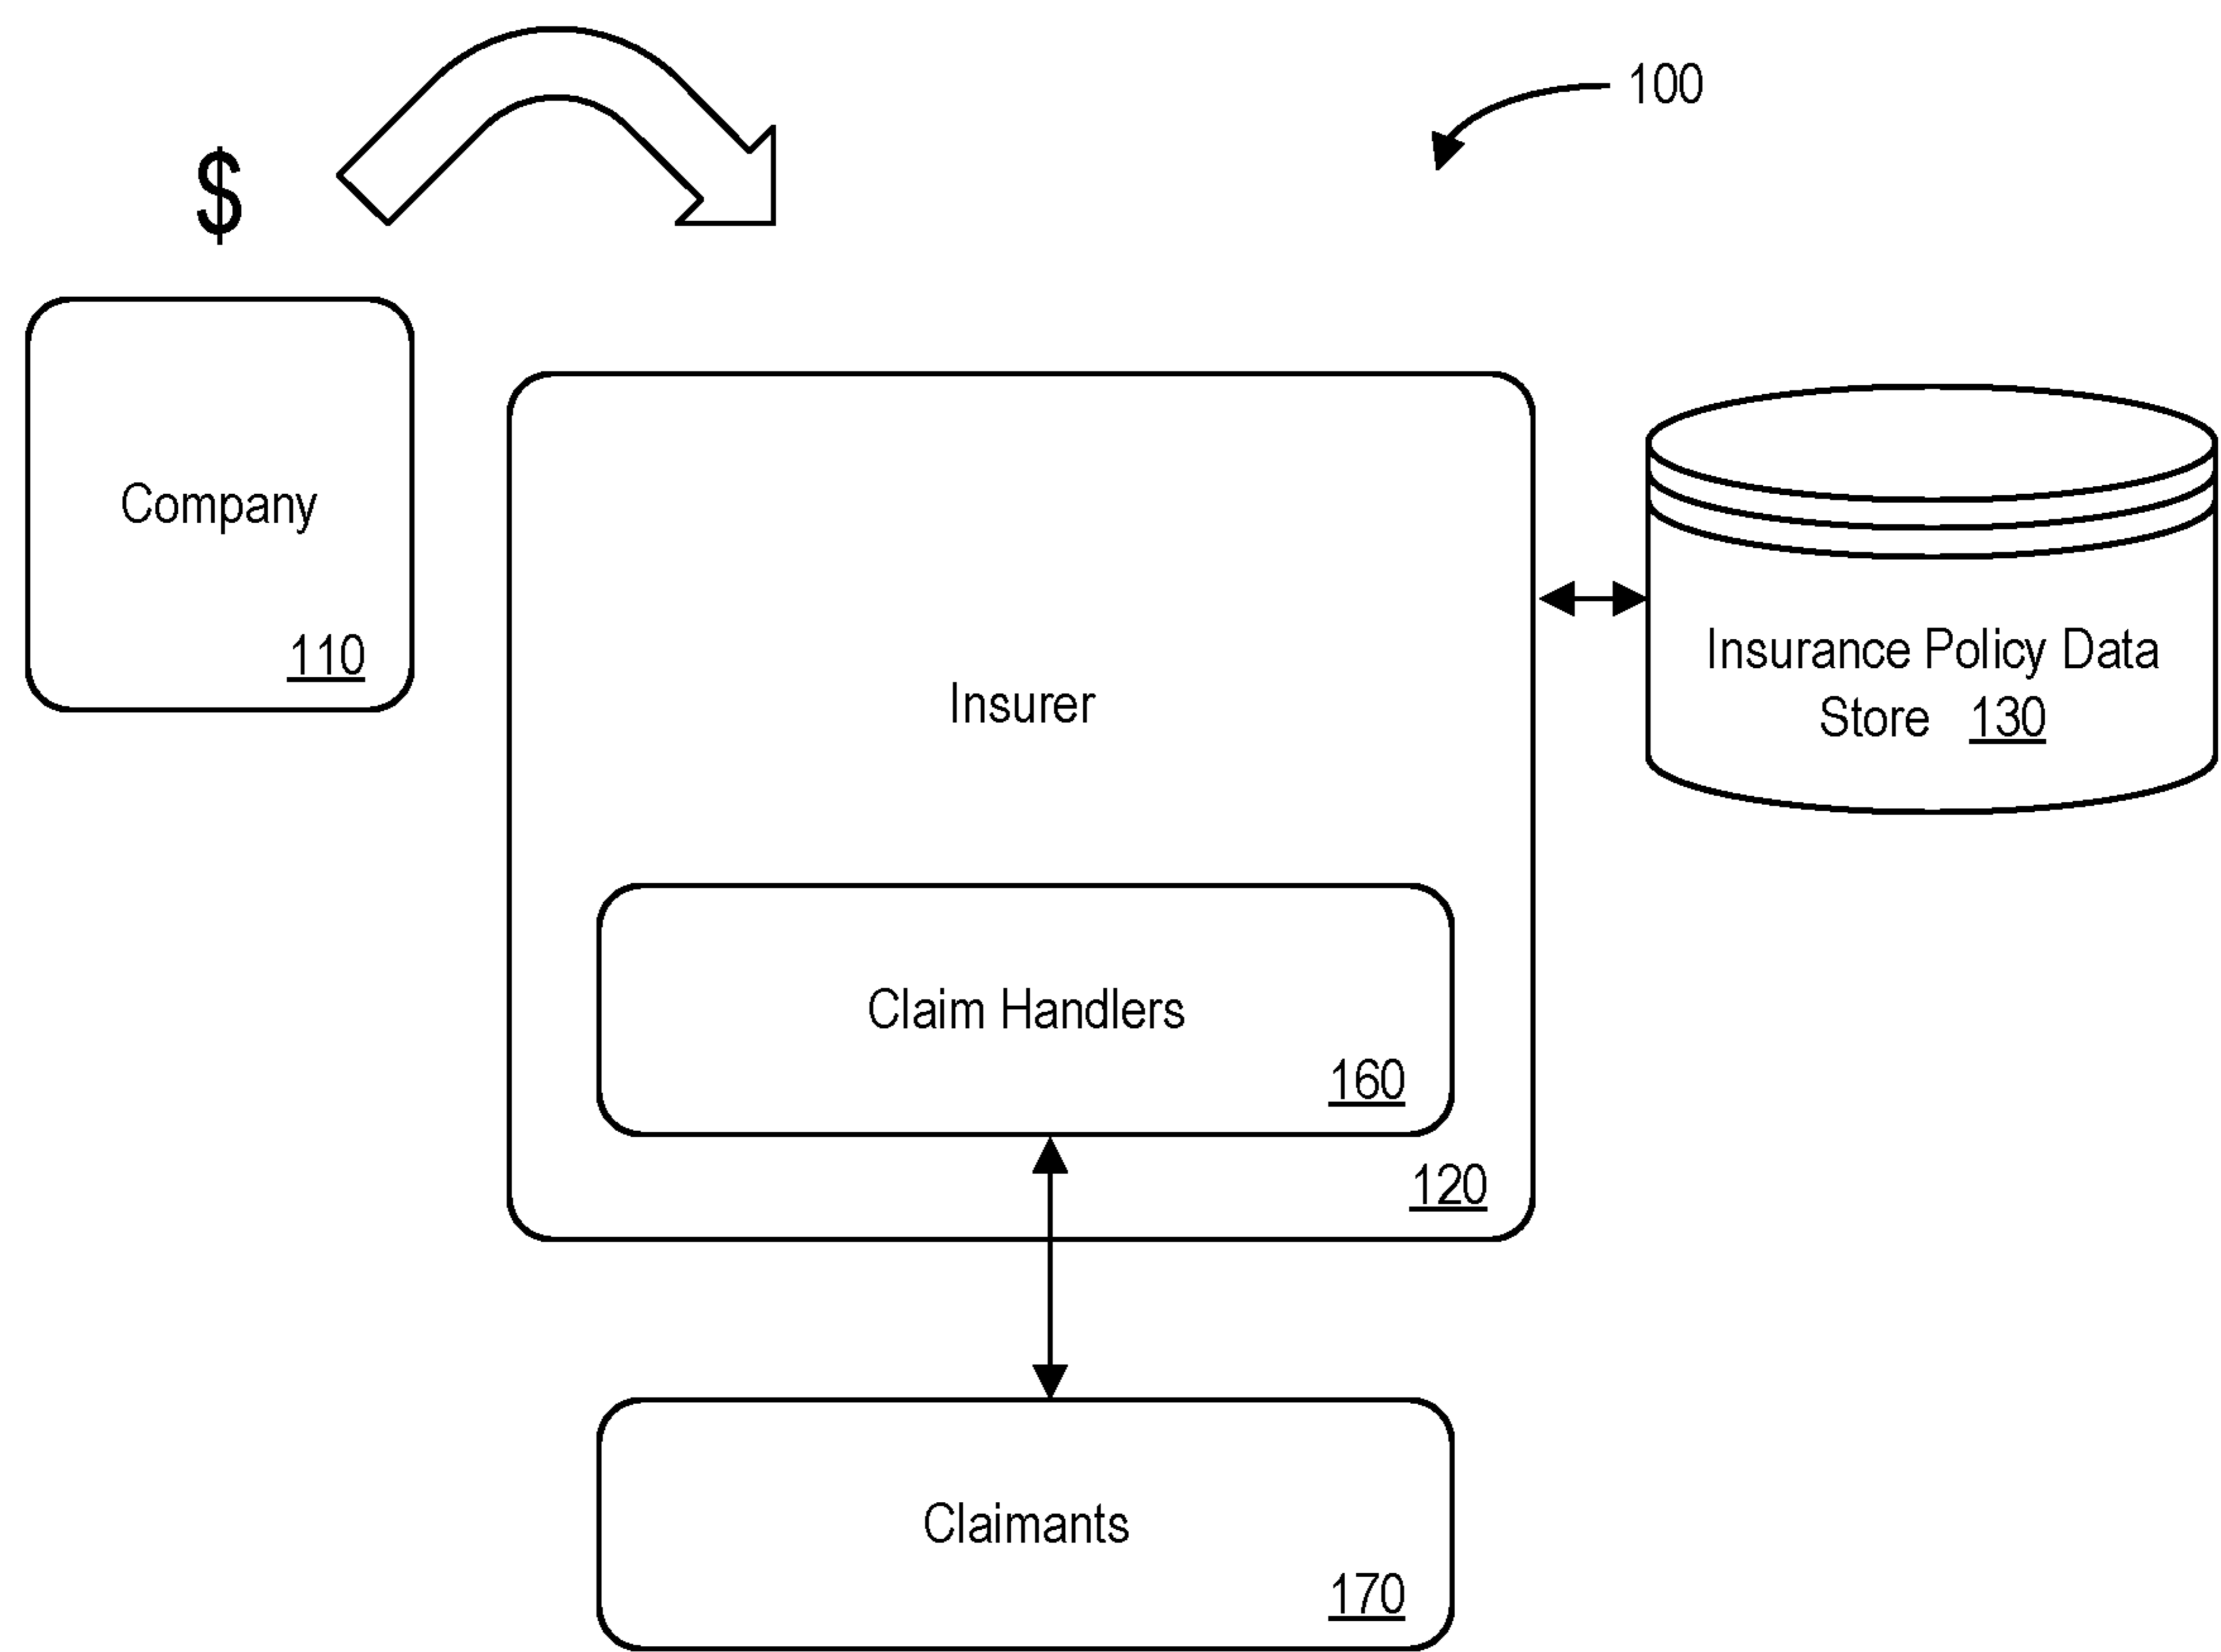 100
$
Company
110
Insurer
Insurance Policy Data
Store 130
Claim Handlers
160
120
Claimants
170